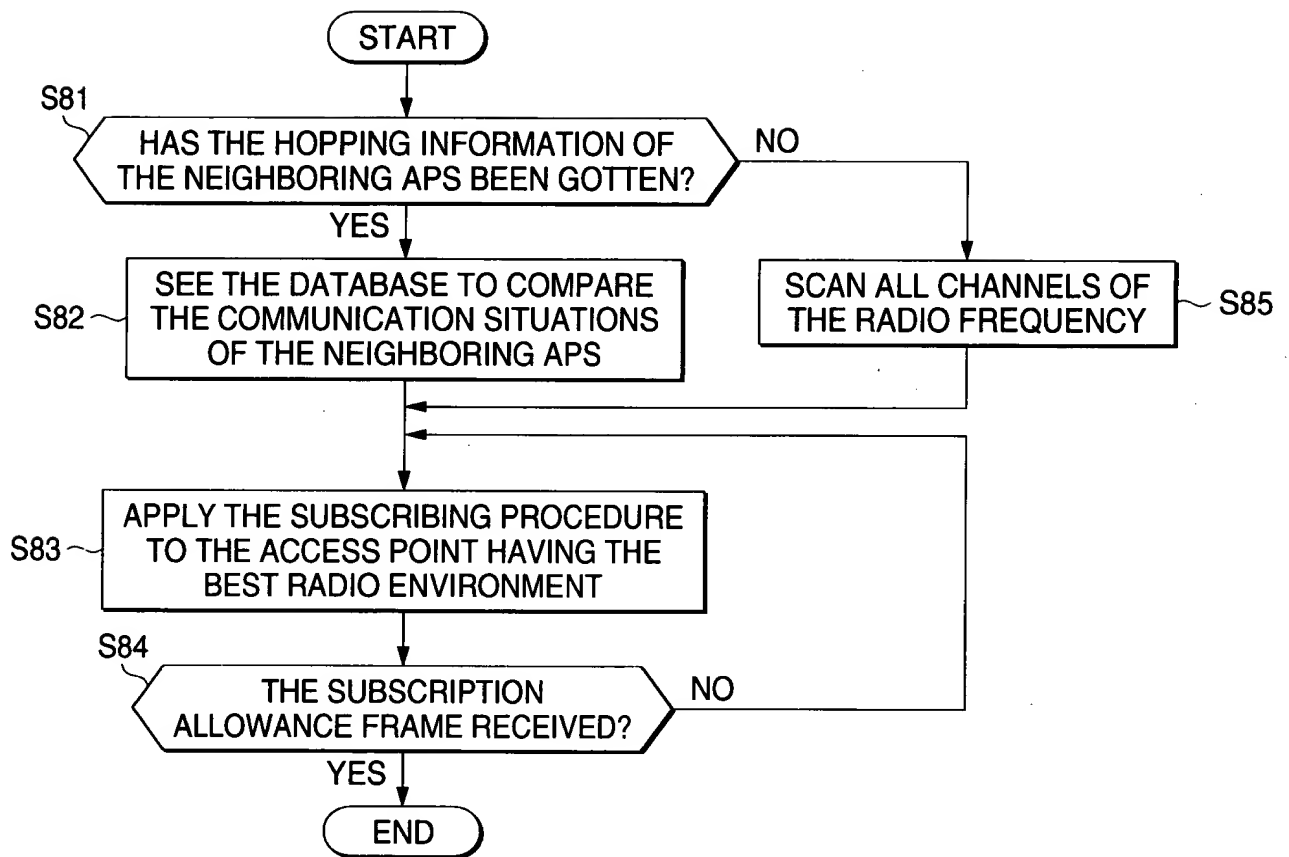 START
S81
HAS THE HOPPING INFORMATION OF
THE NEIGHBORING APS BEEN GOTTEN?
NO
YES
S82
SEE THE DATABASE TO COMPARE
THE COMMUNICATION SITUATIONS
OF THE NEIGHBORING APS
SCAN ALL CHANNELS OF
THE RADIO FREQUENCY
S85
S83
APPLY THE SUBSCRIBING PROCEDURE
TO THE ACCESS POINT HAVING THE
BEST RADIO ENVIRONMENT
S84
THE SUBSCRIPTION
ALLOWANCE FRAME RECEIVED?
NO
YES
END